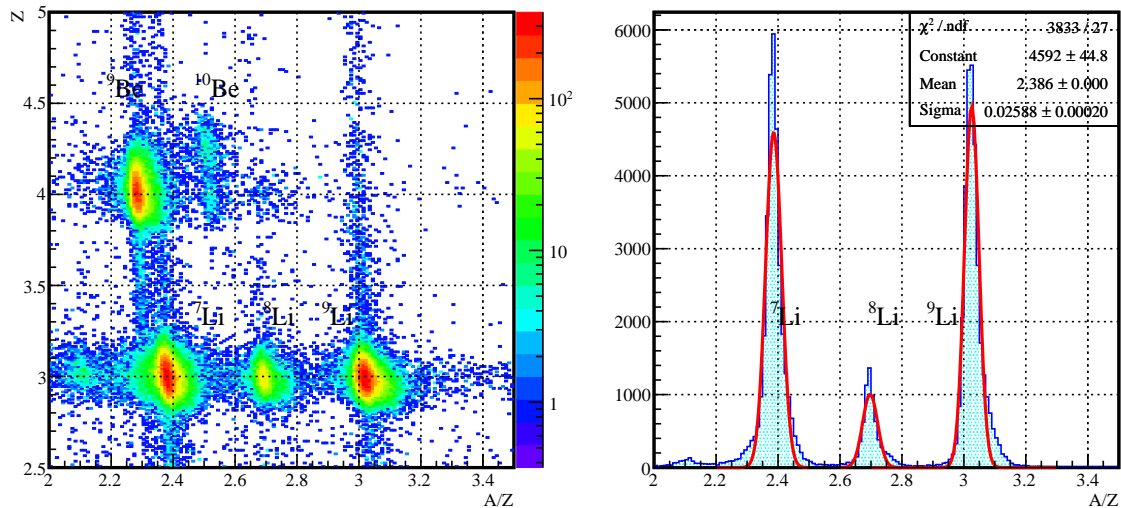 Z
5
4.5
4
3.5
3
2.5
⁹Be
¹⁰Be
⁷Li
⁸Li
⁹Li
2 2.2 2.4 2.6 2.8 3 3.2 3.4
A/Z
10²
10
1
6000
5000
4000
3000
2000
1000
0
χ² / ndf 3833 / 27
Constant 4592 ± 44.8
Mean 2.386 ± 0.000
Sigma 0.02588 ± 0.00020
⁷Li
⁸Li
⁹Li
2 2.2 2.4 2.6 2.8 3 3.2 3.4
A/Z